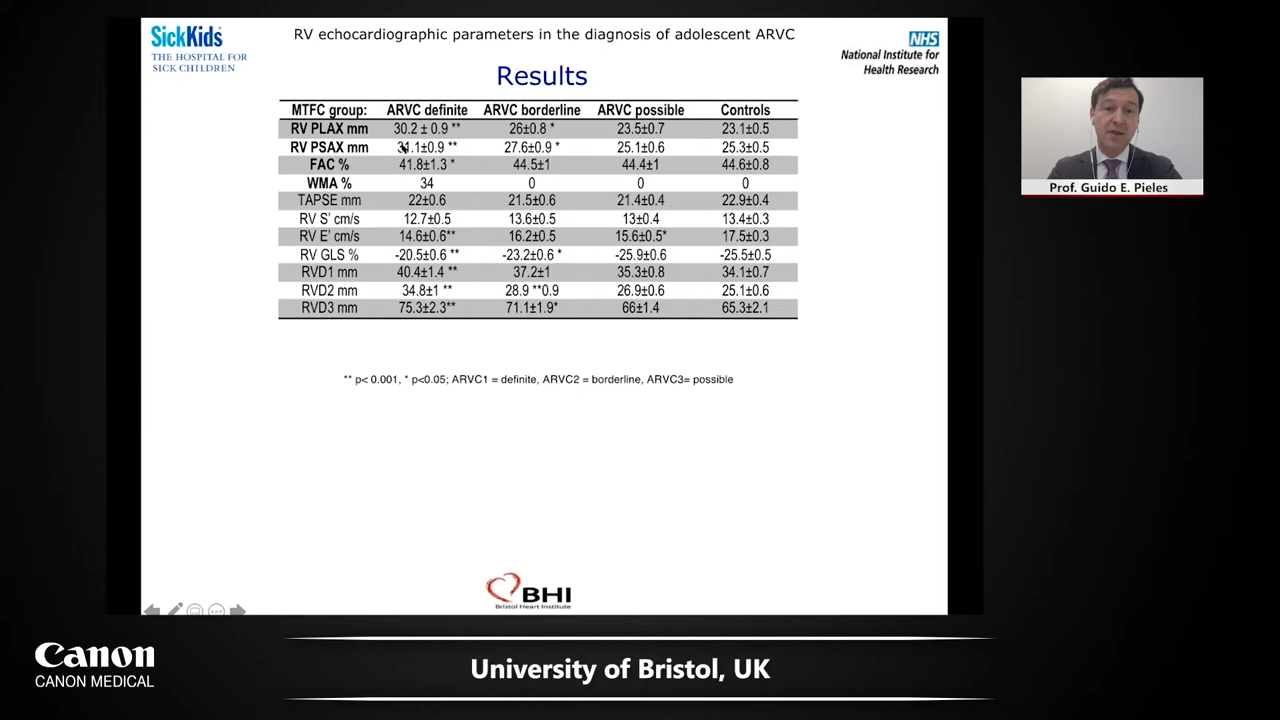 SickKids
THE HOSPITAL FOR
SICK CHILDREN
RV echocardiographic parameters in the diagnosis of adolescent ARVC
NHS
National Institute for
Health Research
Results
MTFC group: ARVC definite ARVC borderline ARVC possible Controls
RV PLAX mm 30.2 ± 0.9 ** 26±0.8 * 23.5±0.7 23.1±0.5
RV PSAX mm 31.1±0.9 ** 27.6±0.9 * 25.1±0.6 25.3±0.5
FAC % 41.8±1.3 * 44.5±1 44.4±1 44.6±0.8
WMA % 34 0 0 0
TAPSE mm 22±0.6 21.5±0.6 21.4±0.4 22.9±0.4
RV S' cm/s 12.7±0.5 13.6±0.5 13±0.4 13.4±0.3
RV E' cm/s 14.6±0.6** 16.2±0.5 15.6±0.5* 17.5±0.3
RV GLS % -20.5±0.6 ** -23.2±0.6 * -25.9±0.6 -25.5±0.5
RVD1 mm 40.4±1.4 ** 37.2±1 35.3±0.8 34.1±0.7
RVD2 mm 34.8±1 ** 28.9 **0.9 26.9±0.6 25.1±0.6
RVD3 mm 75.3±2.3** 71.1±1.9* 66±1.4 65.3±2.1
** p< 0.001, * p<0.05; ARVC1 = definite, ARVC2 = borderline, ARVC3= possible
BHI
Bristol Heart Institute
Prof. Guido E. Pieles
Canon
CANON MEDICAL
University of Bristol, UK